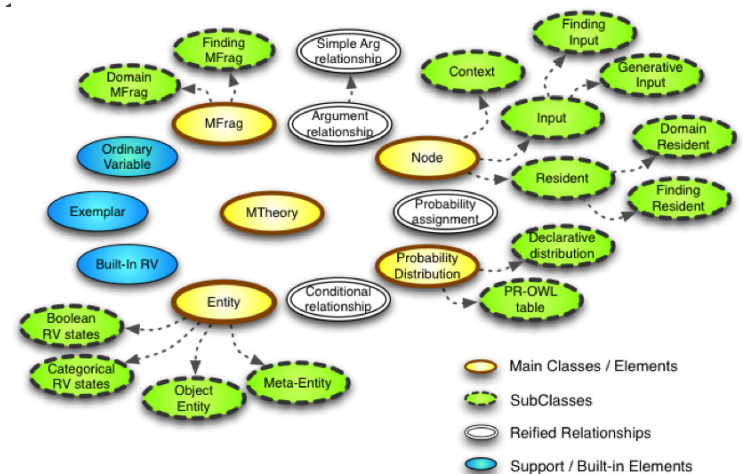 Finding
MFrag
Simple Arg
relationship
Finding
Input
Domain
MFrag
Context
Generative
Input
MFrag
Argument
relationship
Input
Domain
Resident
Ordinary
Variable
Node
Resident
Finding
Resident
Exemplar
MTheory
Probability
assignment
Built-In RV
Probability
Distribution
Declarative
distribution
Entity
Conditional
relationship
PR-OWL
table
Boolean
RV states
Categorical
RV states
Object
Entity
Meta-Entity
Main Classes / Elements
SubClasses
Reified Relationships
Support / Built-in Elements